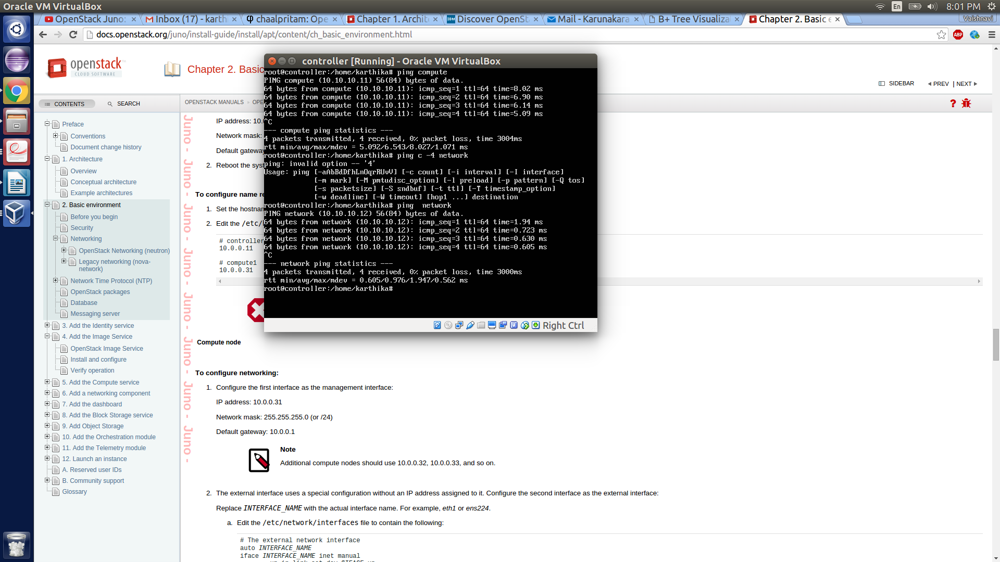 Oracle VM VirtualBox
En
8:01 PM
OpenStack Juno:
Inbox (17) - karth
chaalpritam: Ope
Chapter 1. Archit
Discover OpenSt
Mail - Karunakara
B+ Tree Visualiza
Chapter 2. Basic e
Vaishnavi
docs.openstack.org/juno/install-guide/install/apt/content/ch_basic_environment.html
ABP
openstack
CLOUD SOFTWARE
Chapter 2. Basic
SIDEBAR
PREV | NEXT
CONTENTS
SEARCH
OPENSTACK MANUALS
OPE
Preface
Conventions
Document change history
1. Architecture
Overview
Conceptual architecture
Example architectures
2. Basic environment
Before you begin
Security
Networking
OpenStack Networking (neutron)
Legacy networking (nova-
network)
Network Time Protocol (NTP)
OpenStack packages
Database
Messaging server
3. Add the Identity service
4. Add the Image Service
OpenStack Image Service
Install and configure
Verify operation
5. Add the Compute service
6. Add a networking component
7. Add the dashboard
8. Add the Block Storage service
9. Add Object Storage
10. Add the Orchestration module
11. Add the Telemetry module
12. Launch an instance
A. Reserved user IDs
B. Community support
Glossary
Juno - Juno - Juno - Juno - Juno - Juno - Juno - Juno -
IP address: 10.
Network mask:
Default gateway
2. Reboot the syst
To configure name re
1. Set the hostnam
2. Edit the /etc/h
# controller
10.0.0.11
# compute1
10.0.0.31
controller [Running] - Oracle VM VirtualBox
root@controller:/home/karthika# ping compute
PING compute (10.10.10.11) 56(84) bytes of data.
64 bytes from compute (10.10.10.11): icmp_seq=1 ttl=64 time=8.02 ms
64 bytes from compute (10.10.10.11): icmp_seq=2 ttl=64 time=6.90 ms
64 bytes from compute (10.10.10.11): icmp_seq=3 ttl=64 time=6.14 ms
64 bytes from compute (10.10.10.11): icmp_seq=4 ttl=64 time=5.09 ms
^C
--- compute ping statistics ---
4 packets transmitted, 4 received, 0% packet loss, time 3004ms
rtt min/avg/max/mdev = 5.092/6.543/8.027/1.071 ms
root@controller:/home/karthika# ping c -4 network
ping: invalid option -- '4'
Usage: ping [-aAbBdDfhLnOqrRUvV] [-c count] [-i interval] [-I interface]
[-m mark] [-M pmtudisc_option] [-l preload] [-p pattern] [-Q tos]
[-s packetsize] [-S sndbuf] [-t ttl] [-T timestamp_option]
[-w deadline] [-W timeout] [hop1 ...] destination
root@controller:/home/karthika# ping  network
PING network (10.10.10.12) 56(84) bytes of data.
64 bytes from network (10.10.10.12): icmp_seq=1 ttl=64 time=1.94 ms
64 bytes from network (10.10.10.12): icmp_seq=2 ttl=64 time=0.723 ms
64 bytes from network (10.10.10.12): icmp_seq=3 ttl=64 time=0.630 ms
64 bytes from network (10.10.10.12): icmp_seq=4 ttl=64 time=0.605 ms
^C
--- network ping statistics ---
4 packets transmitted, 4 received, 0% packet loss, time 3000ms
rtt min/avg/max/mdev = 0.605/0.976/1.947/0.562 ms
root@controller:/home/karthika#
Right Ctrl
Compute node
To configure networking:
1. Configure the first interface as the management interface:
IP address: 10.0.0.31
Network mask: 255.255.255.0 (or /24)
Default gateway: 10.0.0.1
Note
Additional compute nodes should use 10.0.0.32, 10.0.0.33, and so on.
2. The external interface uses a special configuration without an IP address assigned to it. Configure the second interface as the external interface:
Replace INTERFACE_NAME with the actual interface name. For example, eth1 or ens224.
a. Edit the /etc/network/interfaces file to contain the following:
# The external network interface
auto INTERFACE_NAME
iface INTERFACE_NAME inet manual